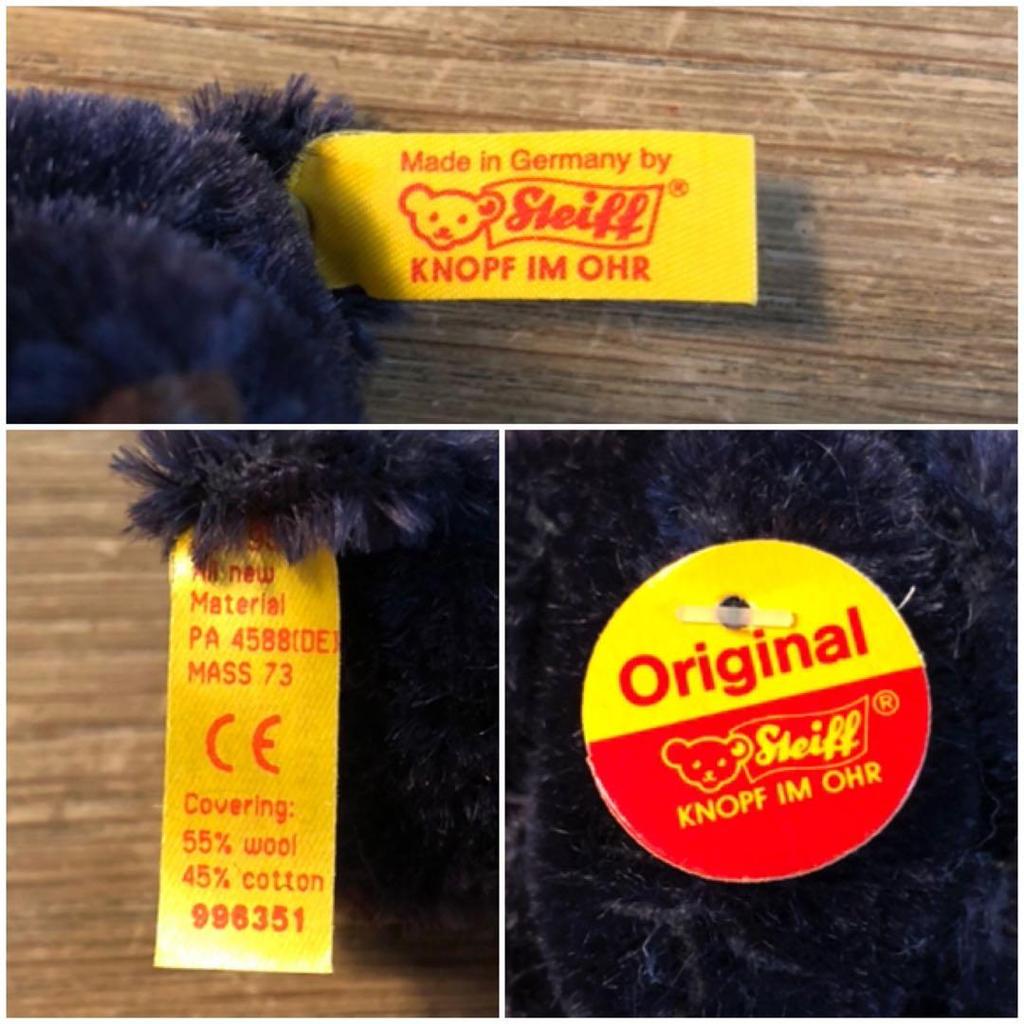 Made in Germany by
Steiff®
KNOPF IM OHR
All new
Material
PA 4588(DE)
MASS 73
CE
Covering:
55% wool
45% cotton
996351
Original
Steiff®
KNOPF IM OHR